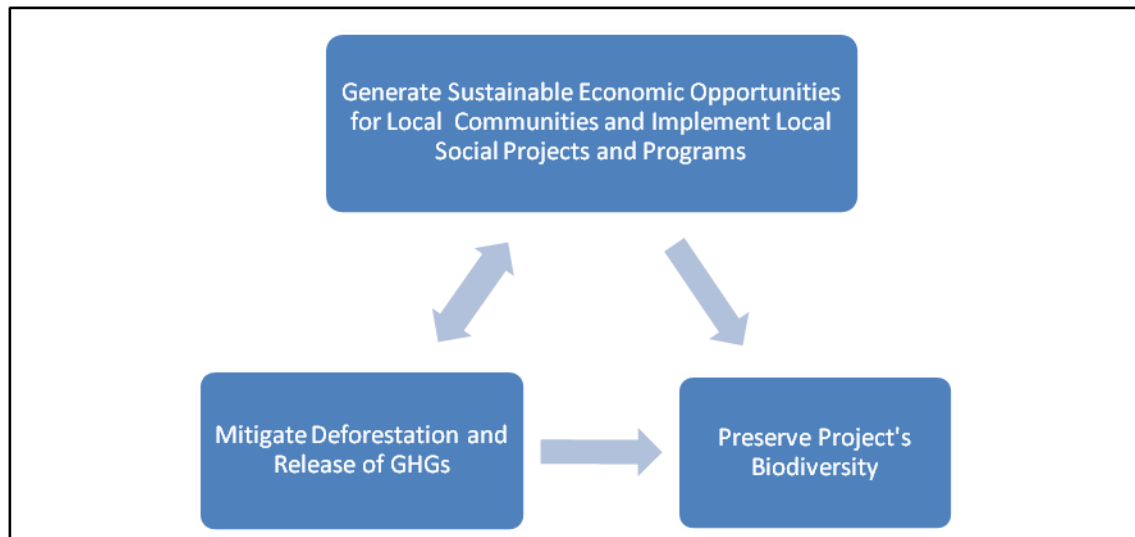 Generate Sustainable Economic Opportunities
for Local Communities and Implement Local
Social Projects and Programs
Mitigate Deforestation and
Release of GHGs
Preserve Project's
Biodiversity